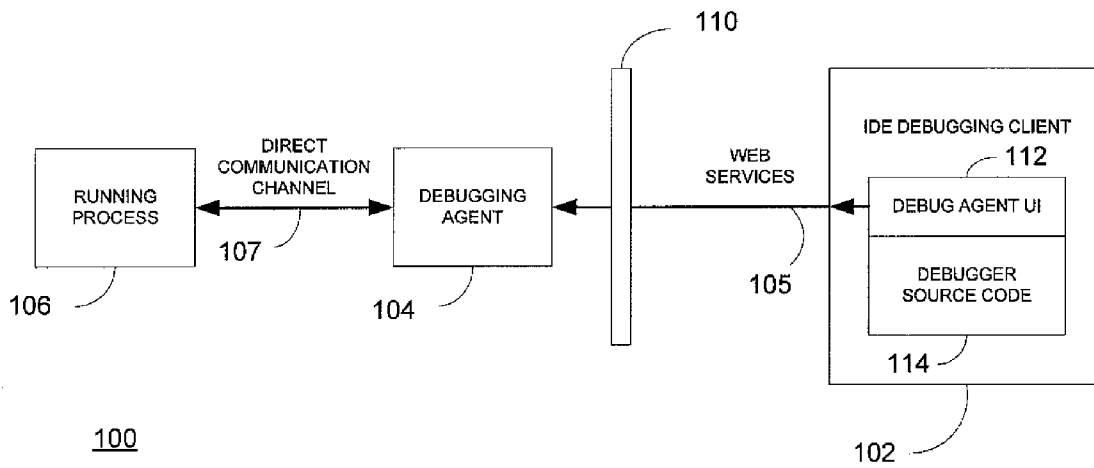 110
IDE DEBUGGING CLIENT
112
DIRECT
COMMUNICATION
CHANNEL
WEB
SERVICES
RUNNING
PROCESS
DEBUGGING
AGENT
DEBUG AGENT UI
107
105
DEBUGGER
SOURCE CODE
106
104
114
100
102